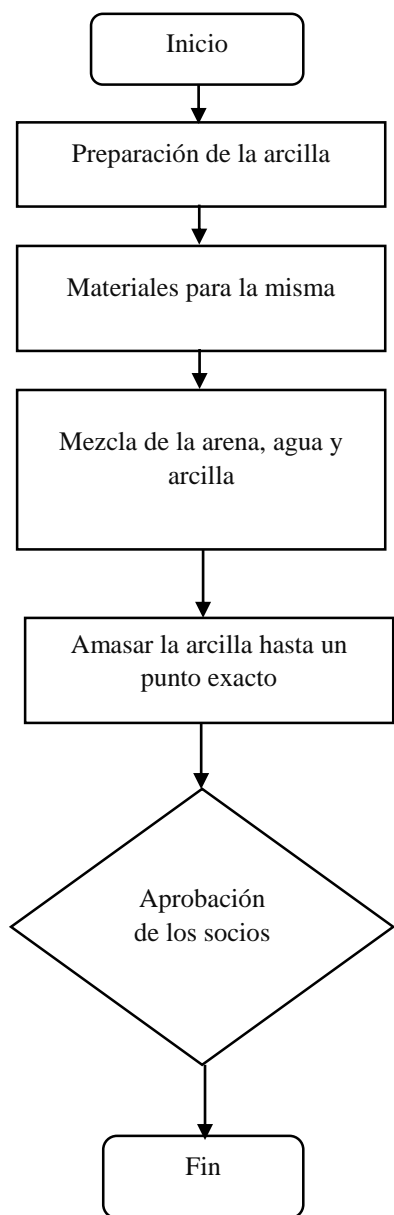 Inicio
Preparación de la arcilla
Materiales para la misma
Mezcla de la arena, agua y
arcilla
Amasar la arcilla hasta un
punto exacto
Aprobación
de los socios
Fin